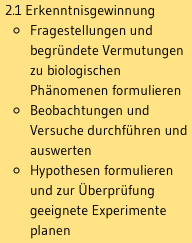 2.1 Erkenntnisgewinnung
○ Fragestellungen und
begründete Vermutungen
zu biologischen
Phänomenen formulieren
○ Beobachtungen und
Versuche durchführen und
auswerten
○ Hypothesen formulieren
und zur Überprüfung
geeignete Experimente
planen